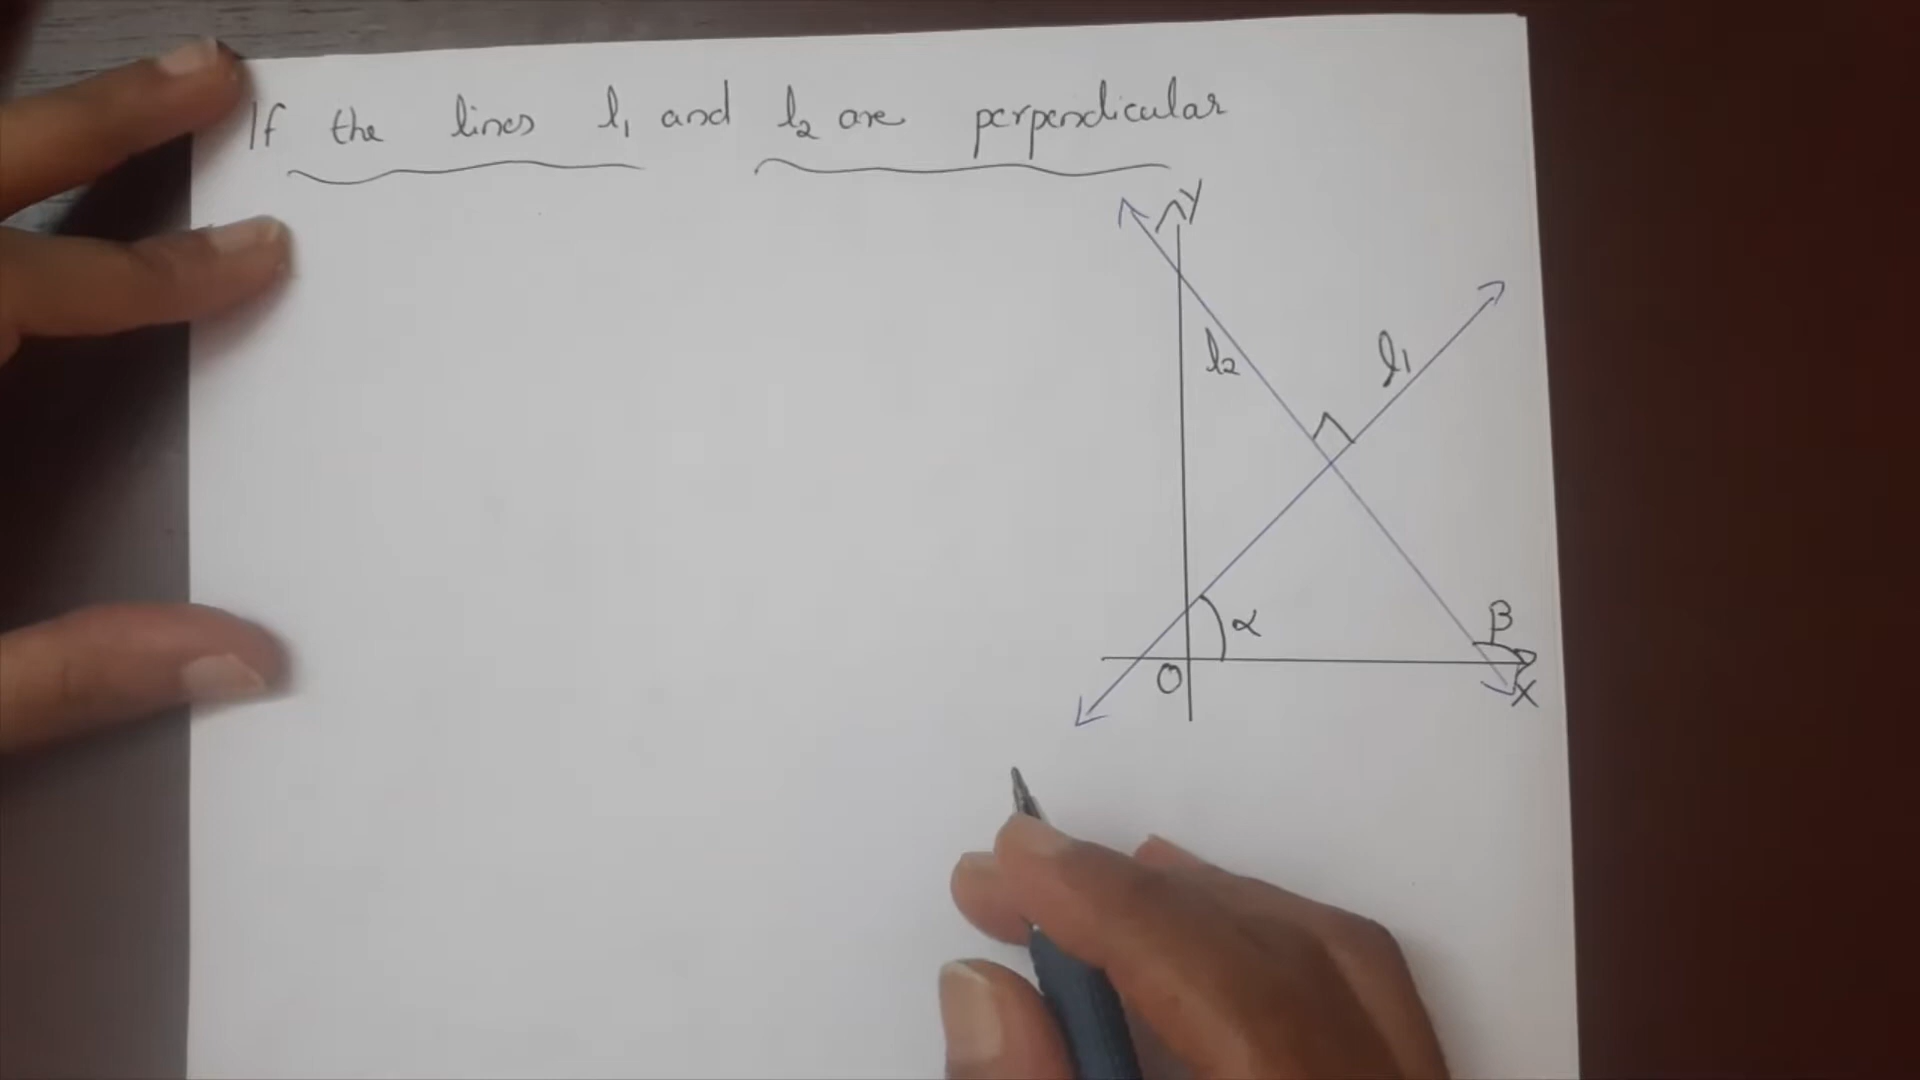 If the lines l₁ and l₂ are perpendicular
Y
l₂
l₁
α
β
O
X